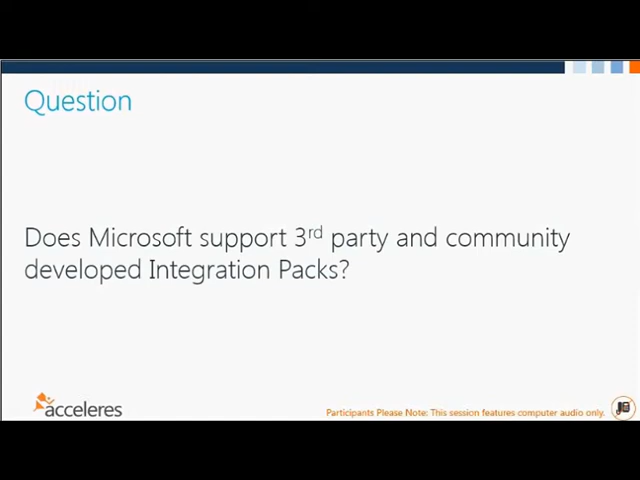 Question
Does Microsoft support 3rd party and community
developed Integration Packs?
acceleres
Participants Please Note: This session features computer audio only.